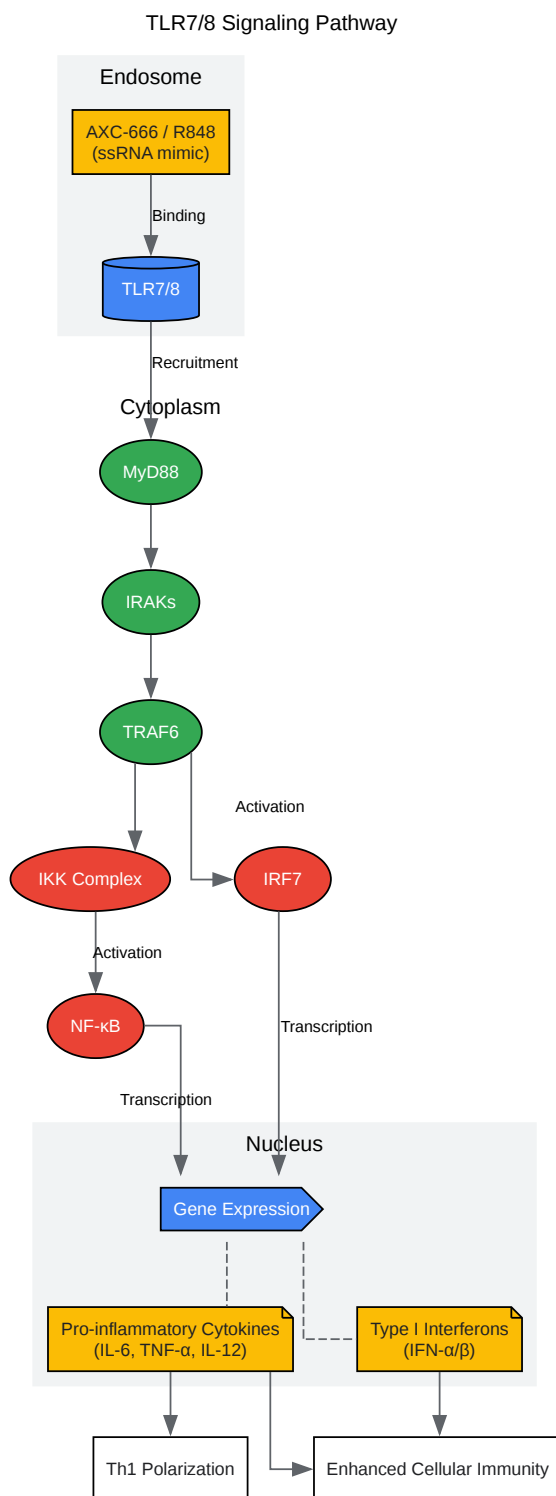 TLR7/8 Signaling Pathway
Endosome
AXC-666 / R848
(ssRNA mimic)
Binding
TLR7/8
Recruitment
Cytoplasm
MyD88
IRAKs
TRAF6
Activation
IKK Complex
IRF7
Activation
NF-κB
Transcription
Transcription
Nucleus
Gene Expression
Pro-inflammatory Cytokines
(IL-6, TNF-α, IL-12)
Type I Interferons
(IFN-α/β)
Th1 Polarization
Enhanced Cellular Immunity